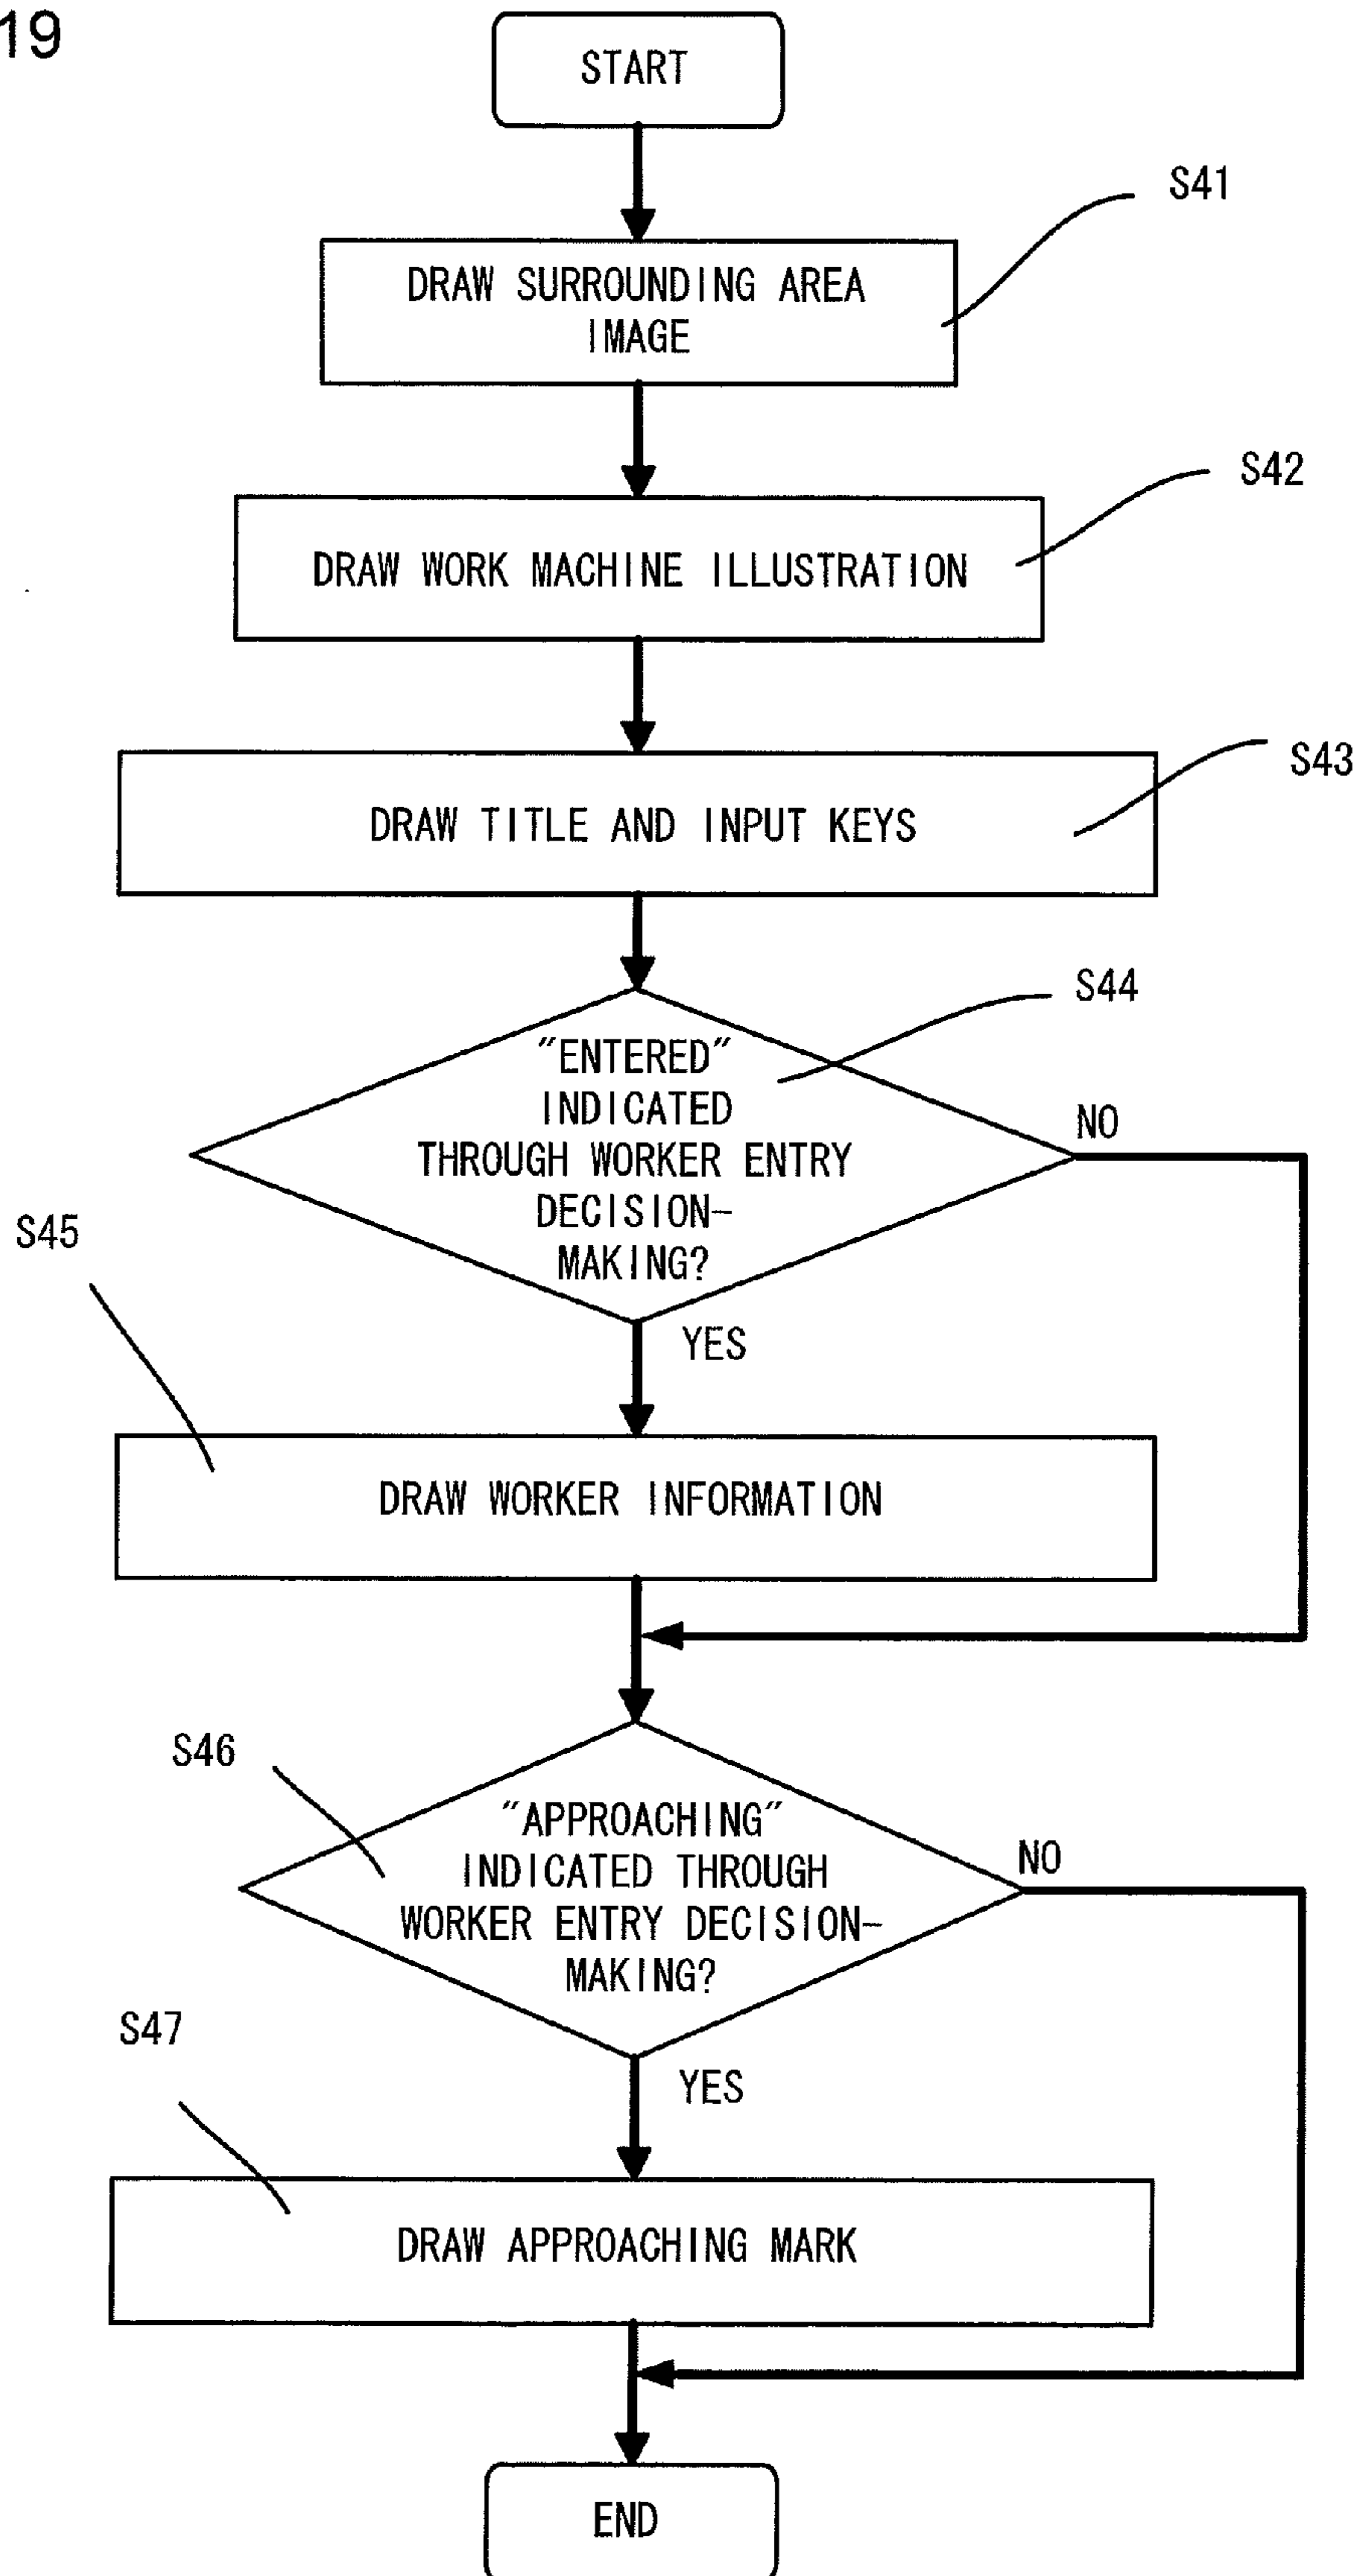 19
START
S41
DRAW SURROUNDING AREA
IMAGE
S42
DRAW WORK MACHINE ILLUSTRATION
S43
DRAW TITLE AND INPUT KEYS
S44
"ENTERED"
INDICATED
THROUGH WORKER ENTRY
DECISION-
MAKING?
NO
S45
YES
DRAW WORKER INFORMATION
S46
"APPROACHING"
INDICATED THROUGH
WORKER ENTRY DECISION-
MAKING?
NO
S47
YES
DRAW APPROACHING MARK
END